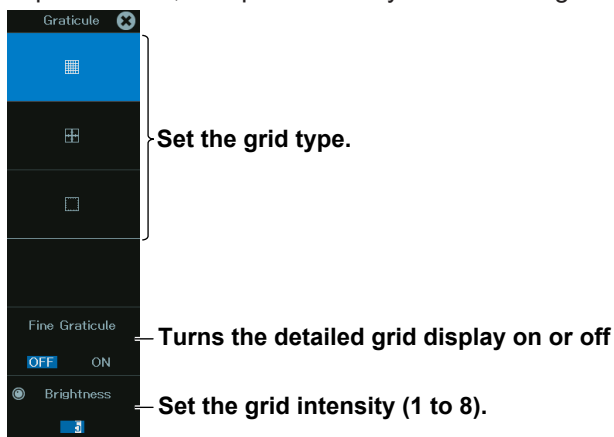 Graticule
Set the grid type.
Fine Graticule
Turns the detailed grid display on or off
OFF ON
Brightness
Set the grid intensity (1 to 8).